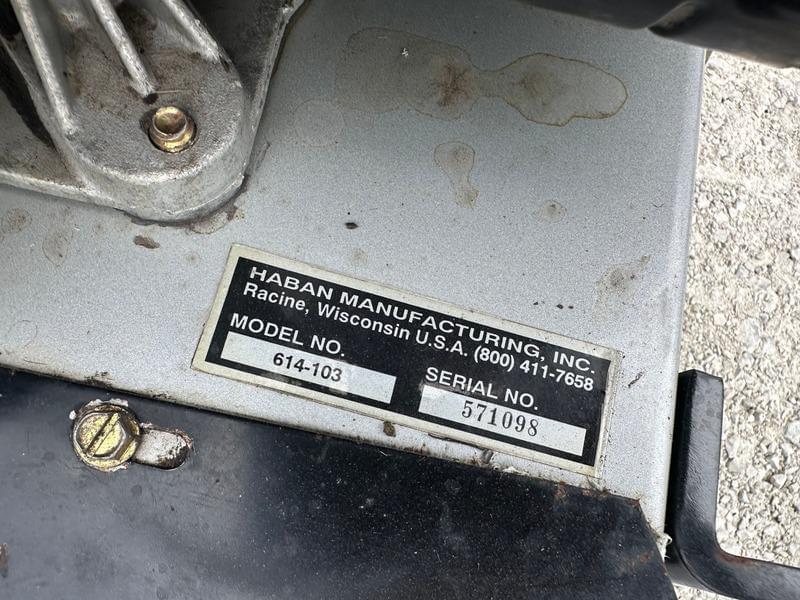 HABAN MANUFACTURING, INC.
Racine, Wisconsin U.S.A. (800) 411-7658
MODEL NO.
614-103
SERIAL NO.
571098